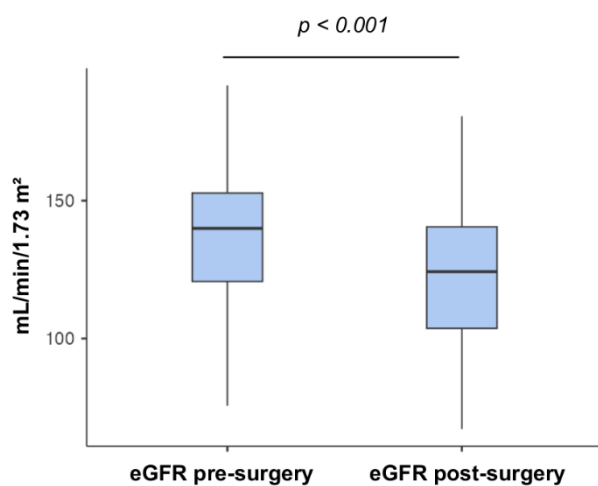 p < 0.001
mL/min/1.73 m²
150
100
eGFR pre-surgery
eGFR post-surgery